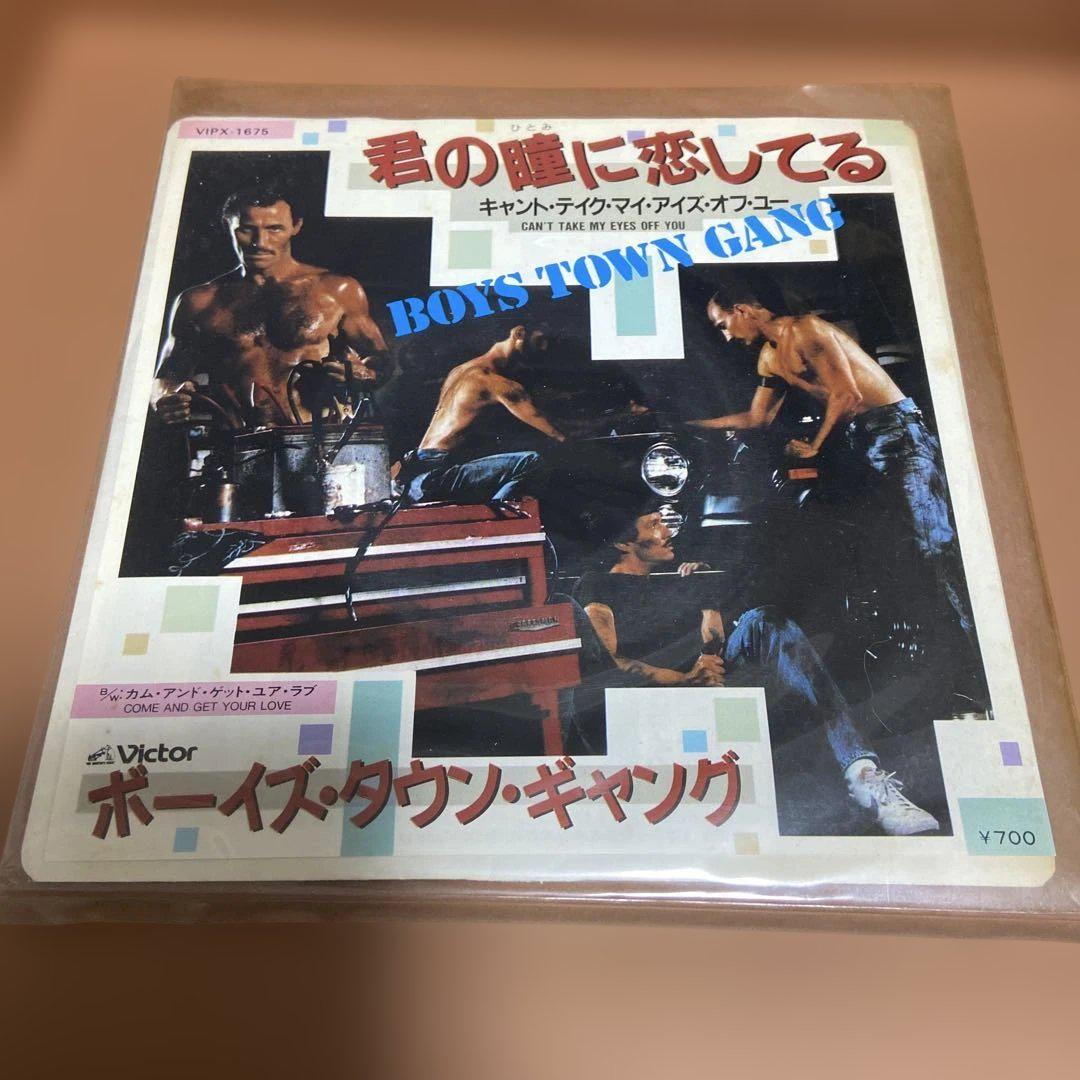 VIPX-1675
ひとみ
君の瞳に恋してる
キャント・テイク・マイ・アイズ・オフ・ユー
CAN'T TAKE MY EYES OFF YOU
BOYS TOWN GANG
CRAFTSMAN
B/W: カム・アンド・ゲット・ユア・ラブ
COME AND GET YOUR LOVE
Victor
ボーイズ・タウン・ギャング
¥700